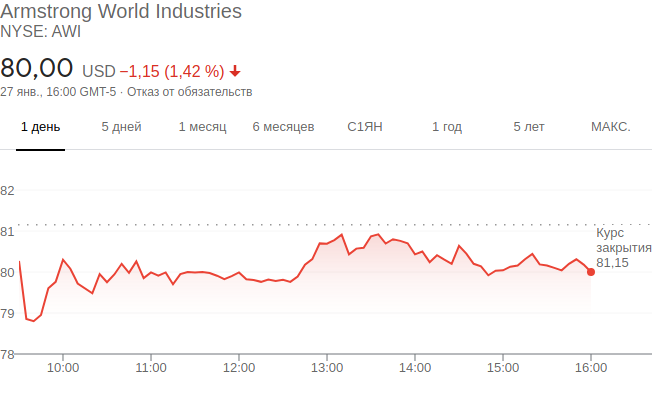 Armstrong World Industries
NYSE: AWI
80,00 USD −1,15 (1,42 %)
27 янв., 16:00 GMT-5 · Отказ от обязательств
1 день 5 дней 1 месяц 6 месяцев С1ЯН 1 год 5 лет МАКС.
82
81
Курс
закрытия
81,15
80
79
78
10:00 11:00 12:00 13:00 14:00 15:00 16:00